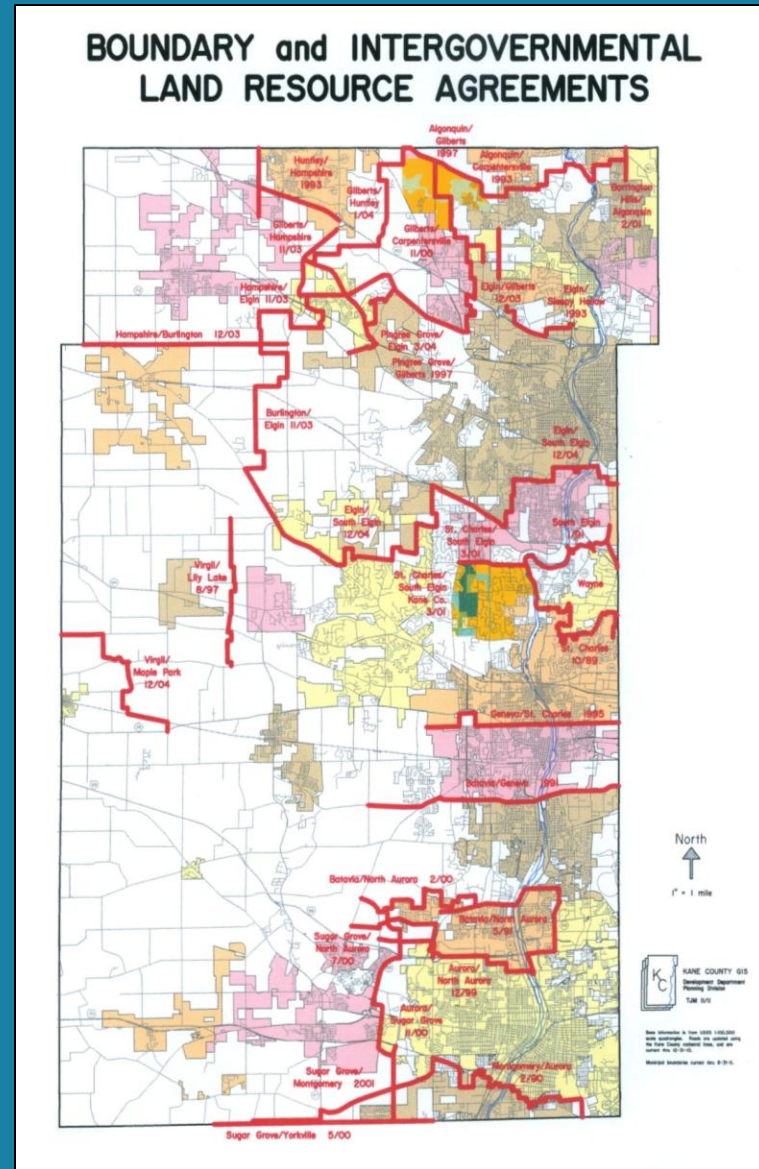 BOUNDARY and INTERGOVERNMENTAL
LAND RESOURCE AGREEMENTS
Algonquin/
Gilberts
1997
Huntley/
Hampshire
1993
Algonquin/
Carpentersville
1993
Gilberts/
Huntley
1/04
Barrington
Hills/
Algonquin
2/01
Gilberts/
Hampshire
11/03
Gilberts/
Carpentersville
11/00
Hampshire/
Elgin 11/03
Elgin/Gilberts
12/03
Elgin/
Sleepy Hollow
1993
Hampshire/Burlington 12/03
Pingree Grove/
Elgin 3/04
Pingree Grove/
Gilberts 1997
Burlington/
Elgin 11/03
Elgin/
South Elgin
12/04
Elgin/
South Elgin
12/04
St. Charles/
South Elgin
3/01
South Elgin
Virgil/
Lily Lake
8/97
St. Charles/
South Elgin
Kane Co.
3/01
Wayne
St. Charles
10/89
Virgil/
Maple Park
12/04
Geneva/St. Charles 1985
Batavia/Geneva
North
1" = 1 mile
Batavia/North Aurora 2/00
Batavia/North Aurora
5/91
Sugar Grove/
North Aurora
7/00
Aurora/
North Aurora
12/99
KC
KANE COUNTY GIS
Development Department
Planning Division
Aurora/
Sugar Grove
11/00
Sugar Grove/
Montgomery 2001
Montgomery/Aurora
2/90
Sugar Grove/Yorkville 5/00